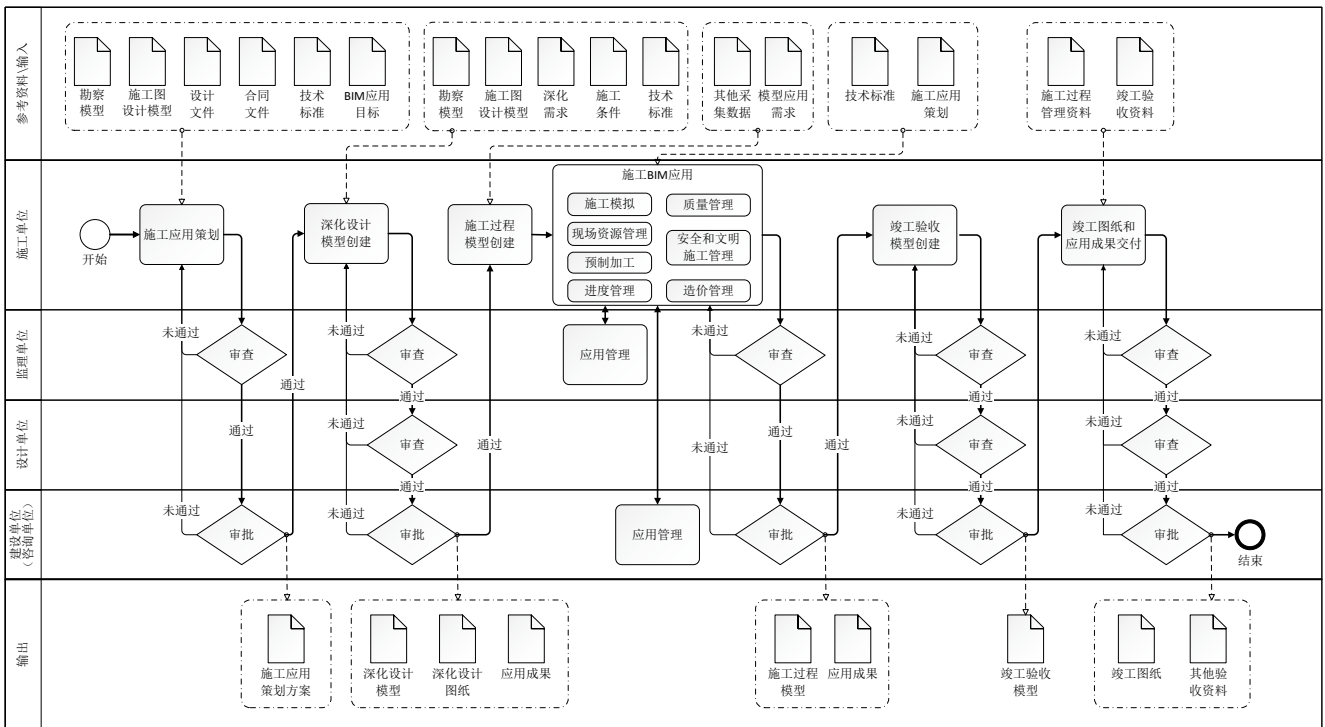 参考资料\输入
勘察
模型
施工图
设计模型
设计
文件
合同
文件
技术
标准
BIM应用
目标
勘察
模型
施工图
设计模型
深化
需求
施工
条件
技术
标准
其他采
集数据
模型应用
需求
技术标准
施工应用
策划
施工过程
管理资料
竣工验
收资料
施工单位
开始
施工应用策划
深化设计
模型创建
施工过程
模型创建
施工BIM应用
施工模拟
质量管理
现场资源管理
安全和文明
施工管理
预制加工
进度管理
造价管理
竣工验收
模型创建
竣工图纸和
应用成果交付
监理单位
未通过
审查
通过
未通过
审查
通过
应用管理
未通过
审查
未通过
审查
通过
未通过
审查
通过
设计单位
通过
未通过
审查
通过
通过
未通过
通过
通过
未通过
审查
通过
未通过
审查
通过
建设单位
(咨询单位)
未通过
审批
未通过
审批
应用管理
未通过
审批
未通过
审批
未通过
审批
结束
输出
施工应用
策划方案
深化设计
模型
深化设计
图纸
应用成果
施工过程
模型
应用成果
竣工验收
模型
竣工图纸
其他验
收资料